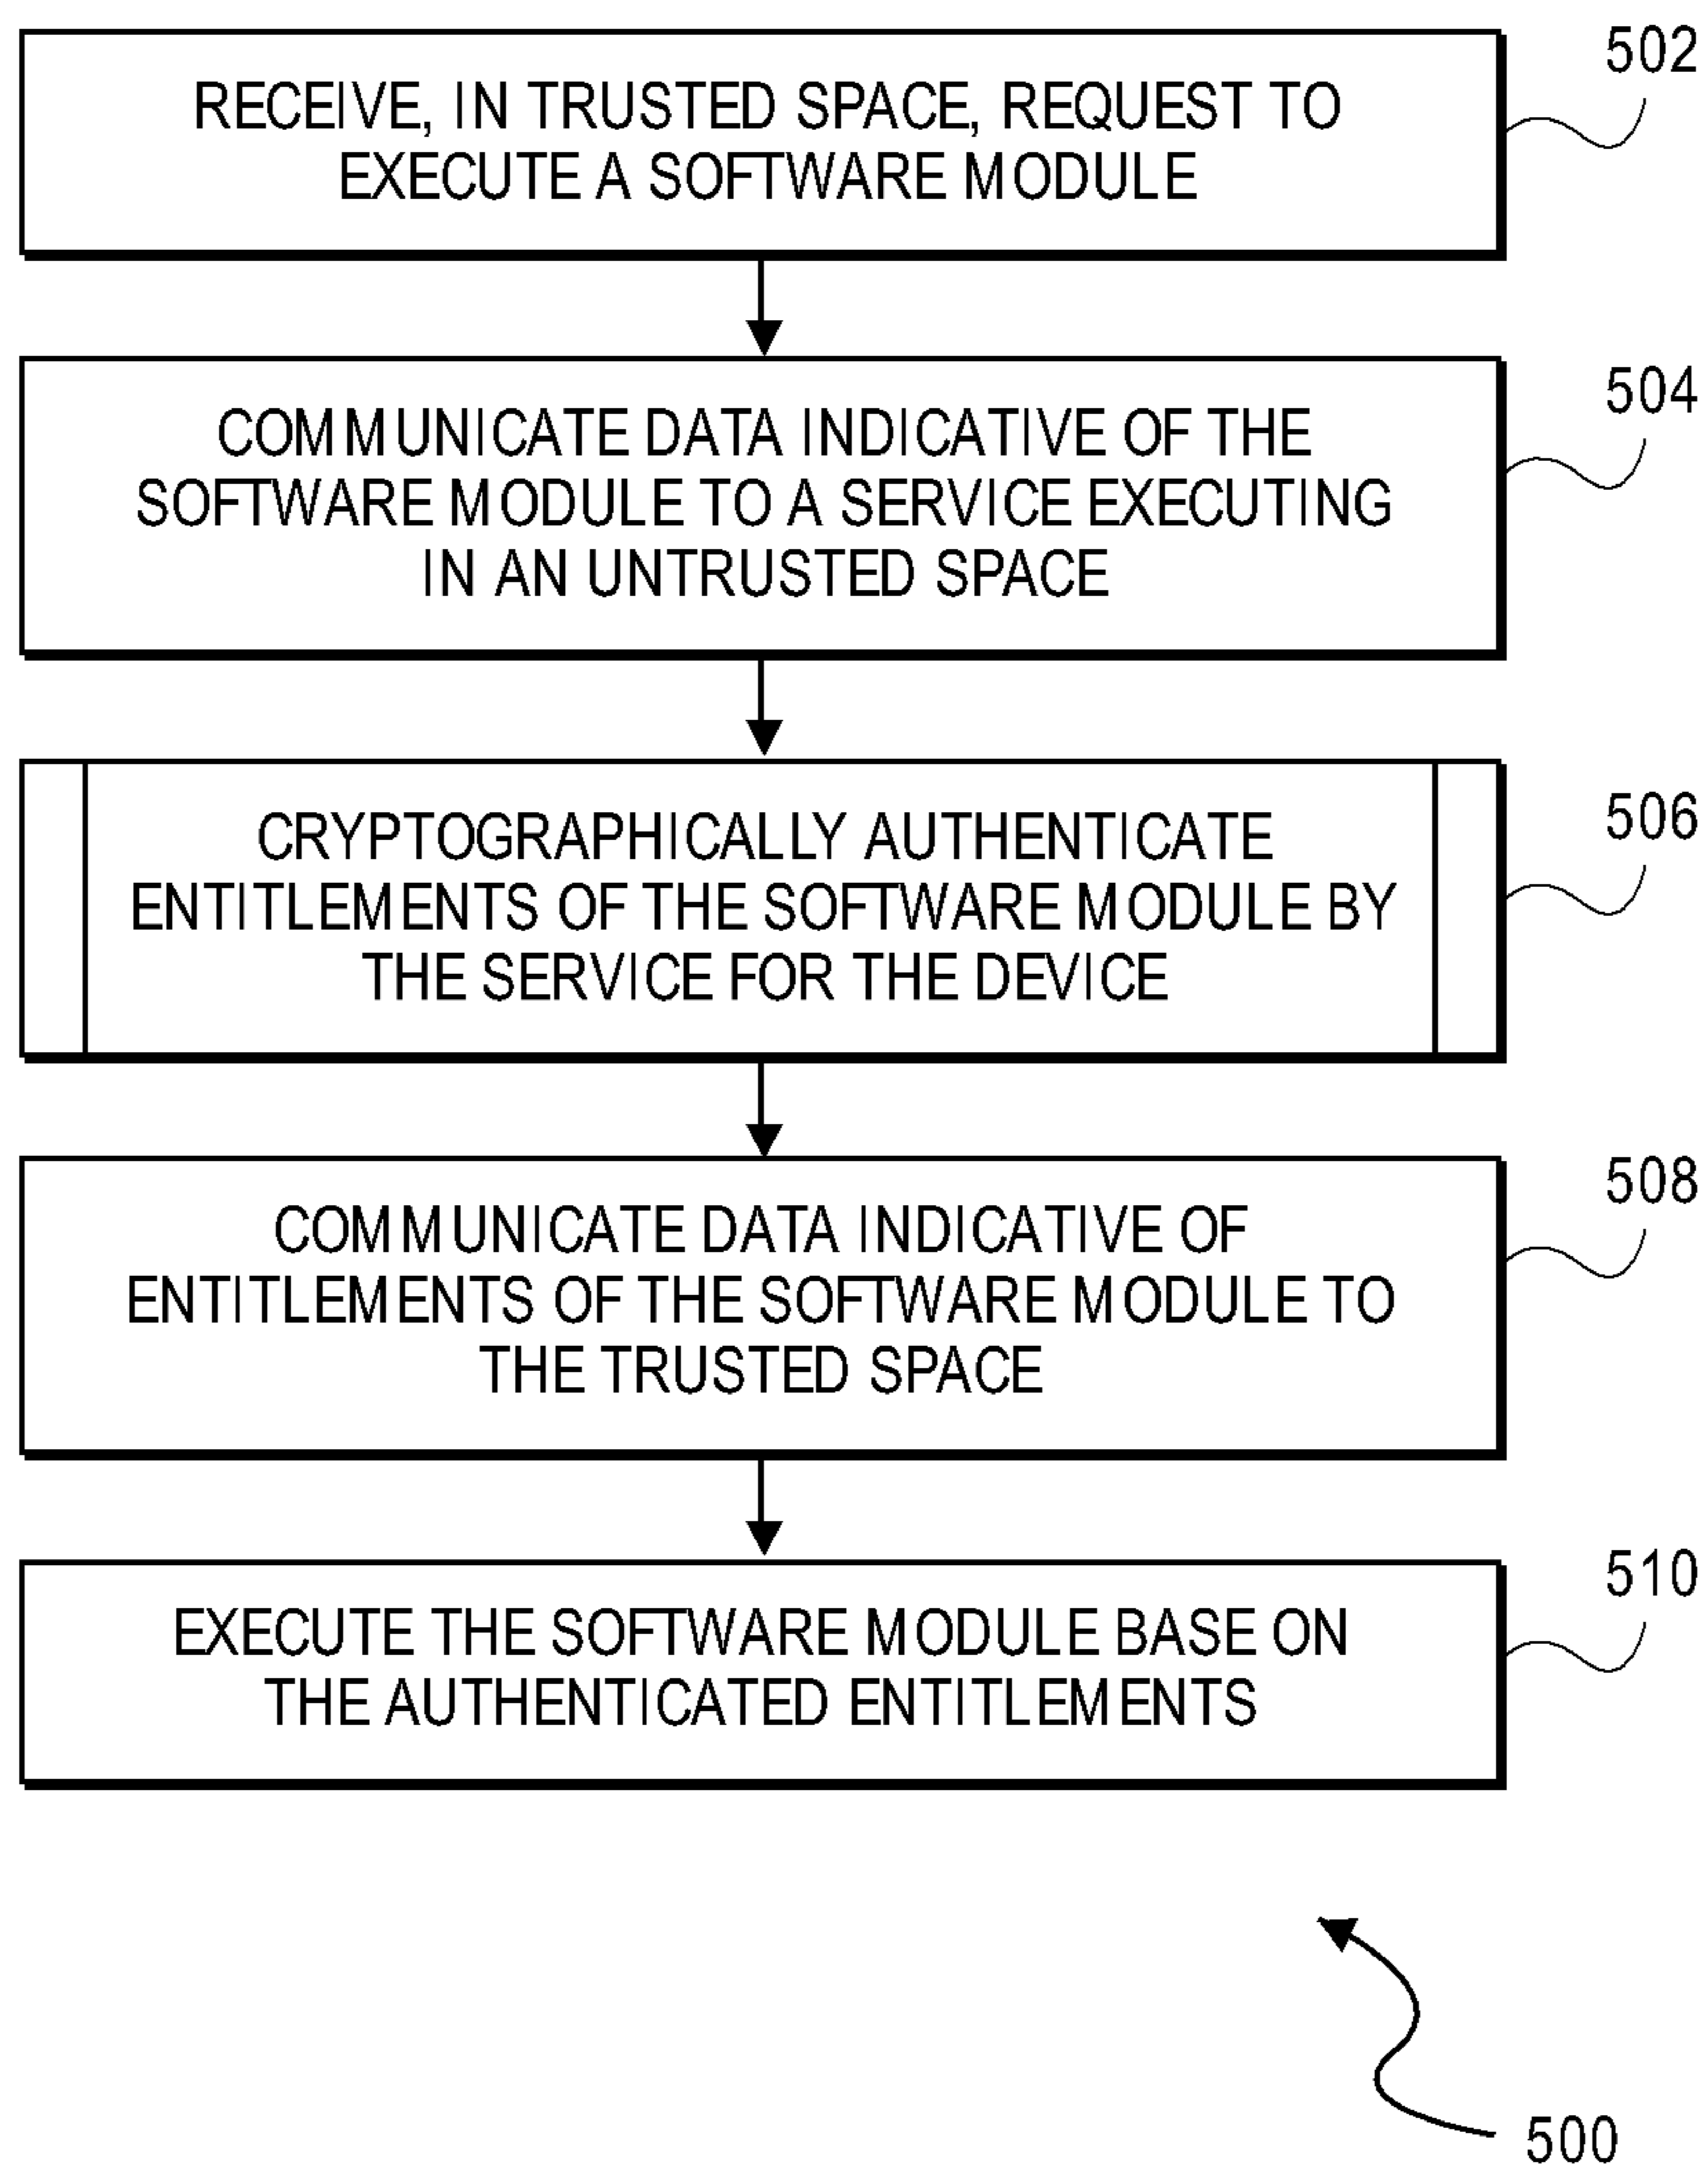 502
RECEIVE, IN TRUSTED SPACE, REQUEST TO
EXECUTE A SOFTWARE MODULE
504
COMMUNICATE DATA INDICATIVE OF THE
SOFTWARE MODULE TO A SERVICE EXECUTING
IN AN UNTRUSTED SPACE
506
CRYPTOGRAPHICALLY AUTHENTICATE
ENTITLEMENTS OF THE SOFTWARE MODULE BY
THE SERVICE FOR THE DEVICE
508
COMMUNICATE DATA INDICATIVE OF
ENTITLEMENTS OF THE SOFTWARE MODULE TO
THE TRUSTED SPACE
510
EXECUTE THE SOFTWARE MODULE BASE ON
THE AUTHENTICATED ENTITLEMENTS
500